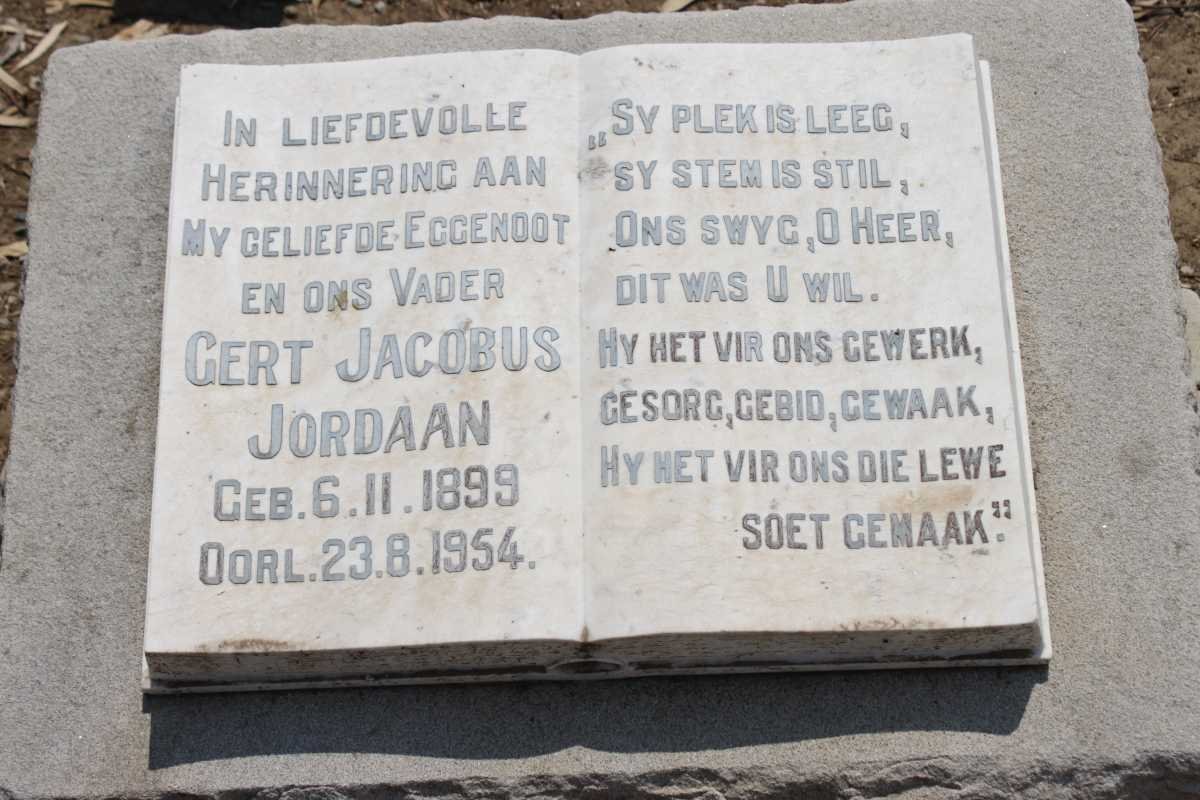 In liefdevolle
Herinnering aan
My geliefde Eggenoot
en ons Vader
Gert Jacobus
Jordaan
Geb. 6.11.1899
Oorl. 23.8.1954.
„Sy plek is leeg,
sy stem is stil,
Ons swyg, O Heer,
dit was U wil.
Hy het vir ons gewerk,
gesorg, gebid, gewaak,
Hy het vir ons die lewe
soet gemaak."